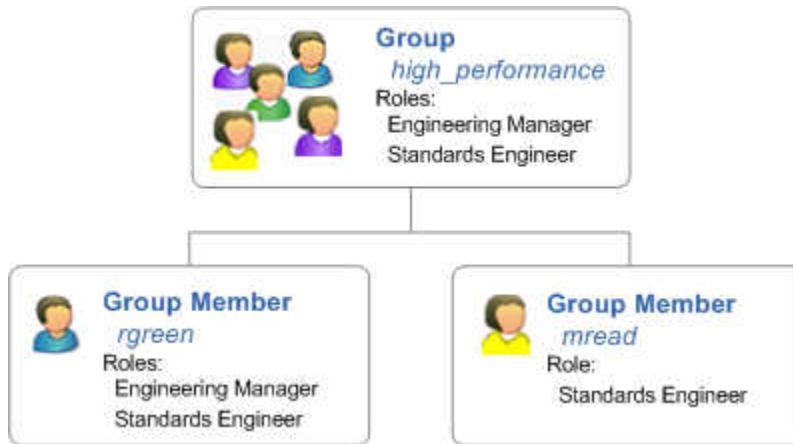 Group
high_performance
Roles:
Engineering Manager
Standards Engineer
Group Member
rgreen
Roles:
Engineering Manager
Standards Engineer
Group Member
mread
Role:
Standards Engineer